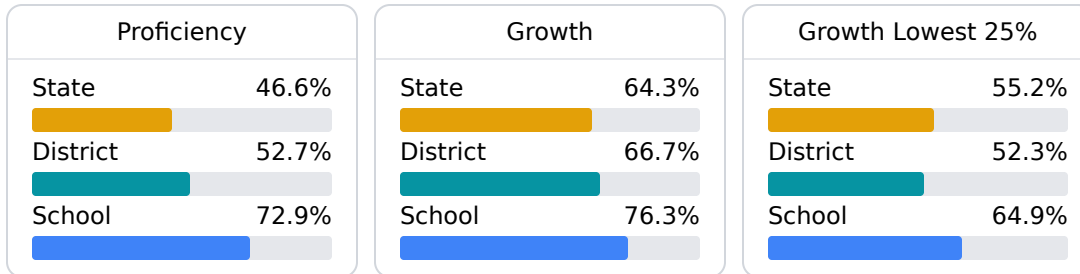 Proficiency
State 46.6%
District 52.7%
School 72.9%
Growth
State 64.3%
District 66.7%
School 76.3%
Growth Lowest 25%
State 55.2%
District 52.3%
School 64.9%